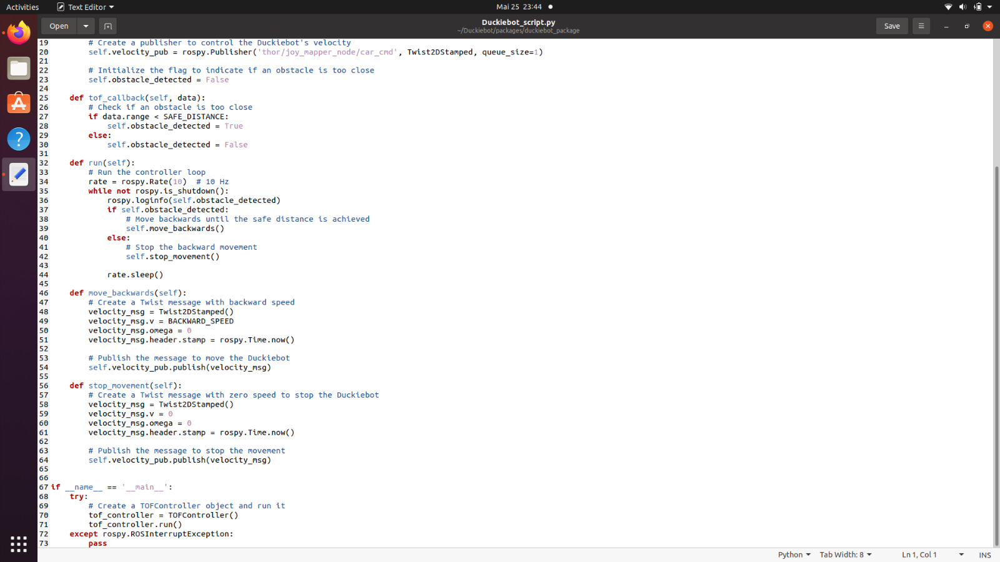 Activities
Text Editor
Mai 25 23:44
Open
Duckiebot_script.py
~/Duckiebot/packages/duckiebot_package
Save
19 # Create a publisher to control the Duckiebot's velocity
20 self.velocity_pub = rospy.Publisher('thor/joy_mapper_node/car_cmd', Twist2DStamped, queue_size=1)
21
22 # Initialize the flag to indicate if an obstacle is too close
23 self.obstacle_detected = False
24
25 def tof_callback(self, data):
26 # Check if an obstacle is too close
27 if data.range < SAFE_DISTANCE:
28 self.obstacle_detected = True
29 else:
30 self.obstacle_detected = False
31
32 def run(self):
33 # Run the controller loop
34 rate = rospy.Rate(10)  # 10 Hz
35 while not rospy.is_shutdown():
36 rospy.loginfo(self.obstacle_detected)
37 if self.obstacle_detected:
38 # Move backwards until the safe distance is achieved
39 self.move_backwards()
40 else:
41 # Stop the backward movement
42 self.stop_movement()
43
44 rate.sleep()
45
46 def move_backwards(self):
47 # Create a Twist message with backward speed
48 velocity_msg = Twist2DStamped()
49 velocity_msg.v = BACKWARD_SPEED
50 velocity_msg.omega = 0
51 velocity_msg.header.stamp = rospy.Time.now()
52
53 # Publish the message to move the Duckiebot
54 self.velocity_pub.publish(velocity_msg)
55
56 def stop_movement(self):
57 # Create a Twist message with zero speed to stop the Duckiebot
58 velocity_msg = Twist2DStamped()
59 velocity_msg.v = 0
60 velocity_msg.omega = 0
61 velocity_msg.header.stamp = rospy.Time.now()
62
63 # Publish the message to stop the movement
64 self.velocity_pub.publish(velocity_msg)
65
66
67 if __name__ == '__main__':
68 try:
69 # Create a TOFController object and run it
70 tof_controller = TOFController()
71 tof_controller.run()
72 except rospy.ROSInterruptException:
73 pass
Python
Tab Width: 8
Ln 1, Col 1
INS